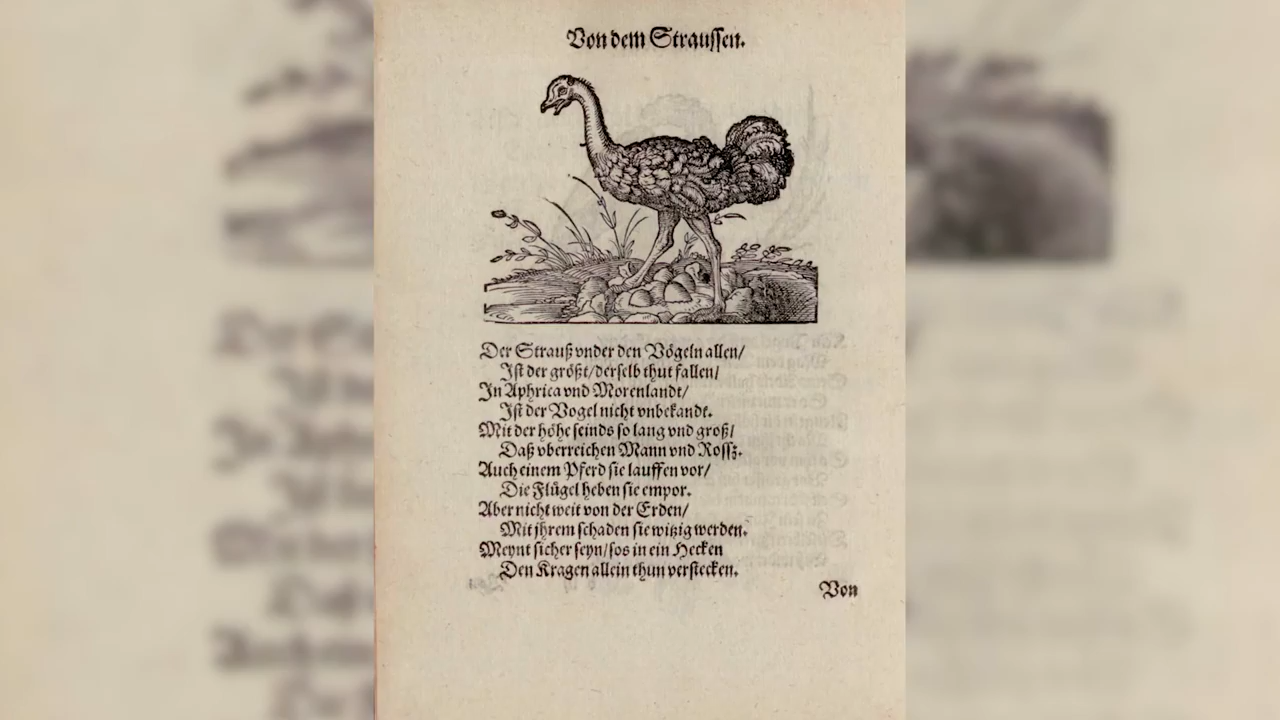 Von dem Straussen.
Der Strauß vnder den Vögeln allen/
Ist der größt/derselb thut fallen/
In Aphrica vnd Morenlandt/
Ist der Vogel nicht vnbekandt.
Mit der höhe seinds so lang vnd groß/
Daß vberreichen Mann vnd Rossz.
Auch einem Pferd sie lauffen vor/
Die Flügel heben sie empor.
Aber nicht weit von der Erden/
Mit jhrem schaden sie witzig werden.
Meynt sicher seyn/sos in ein Hecken
Den Kragen allein thun verstecken.
Von